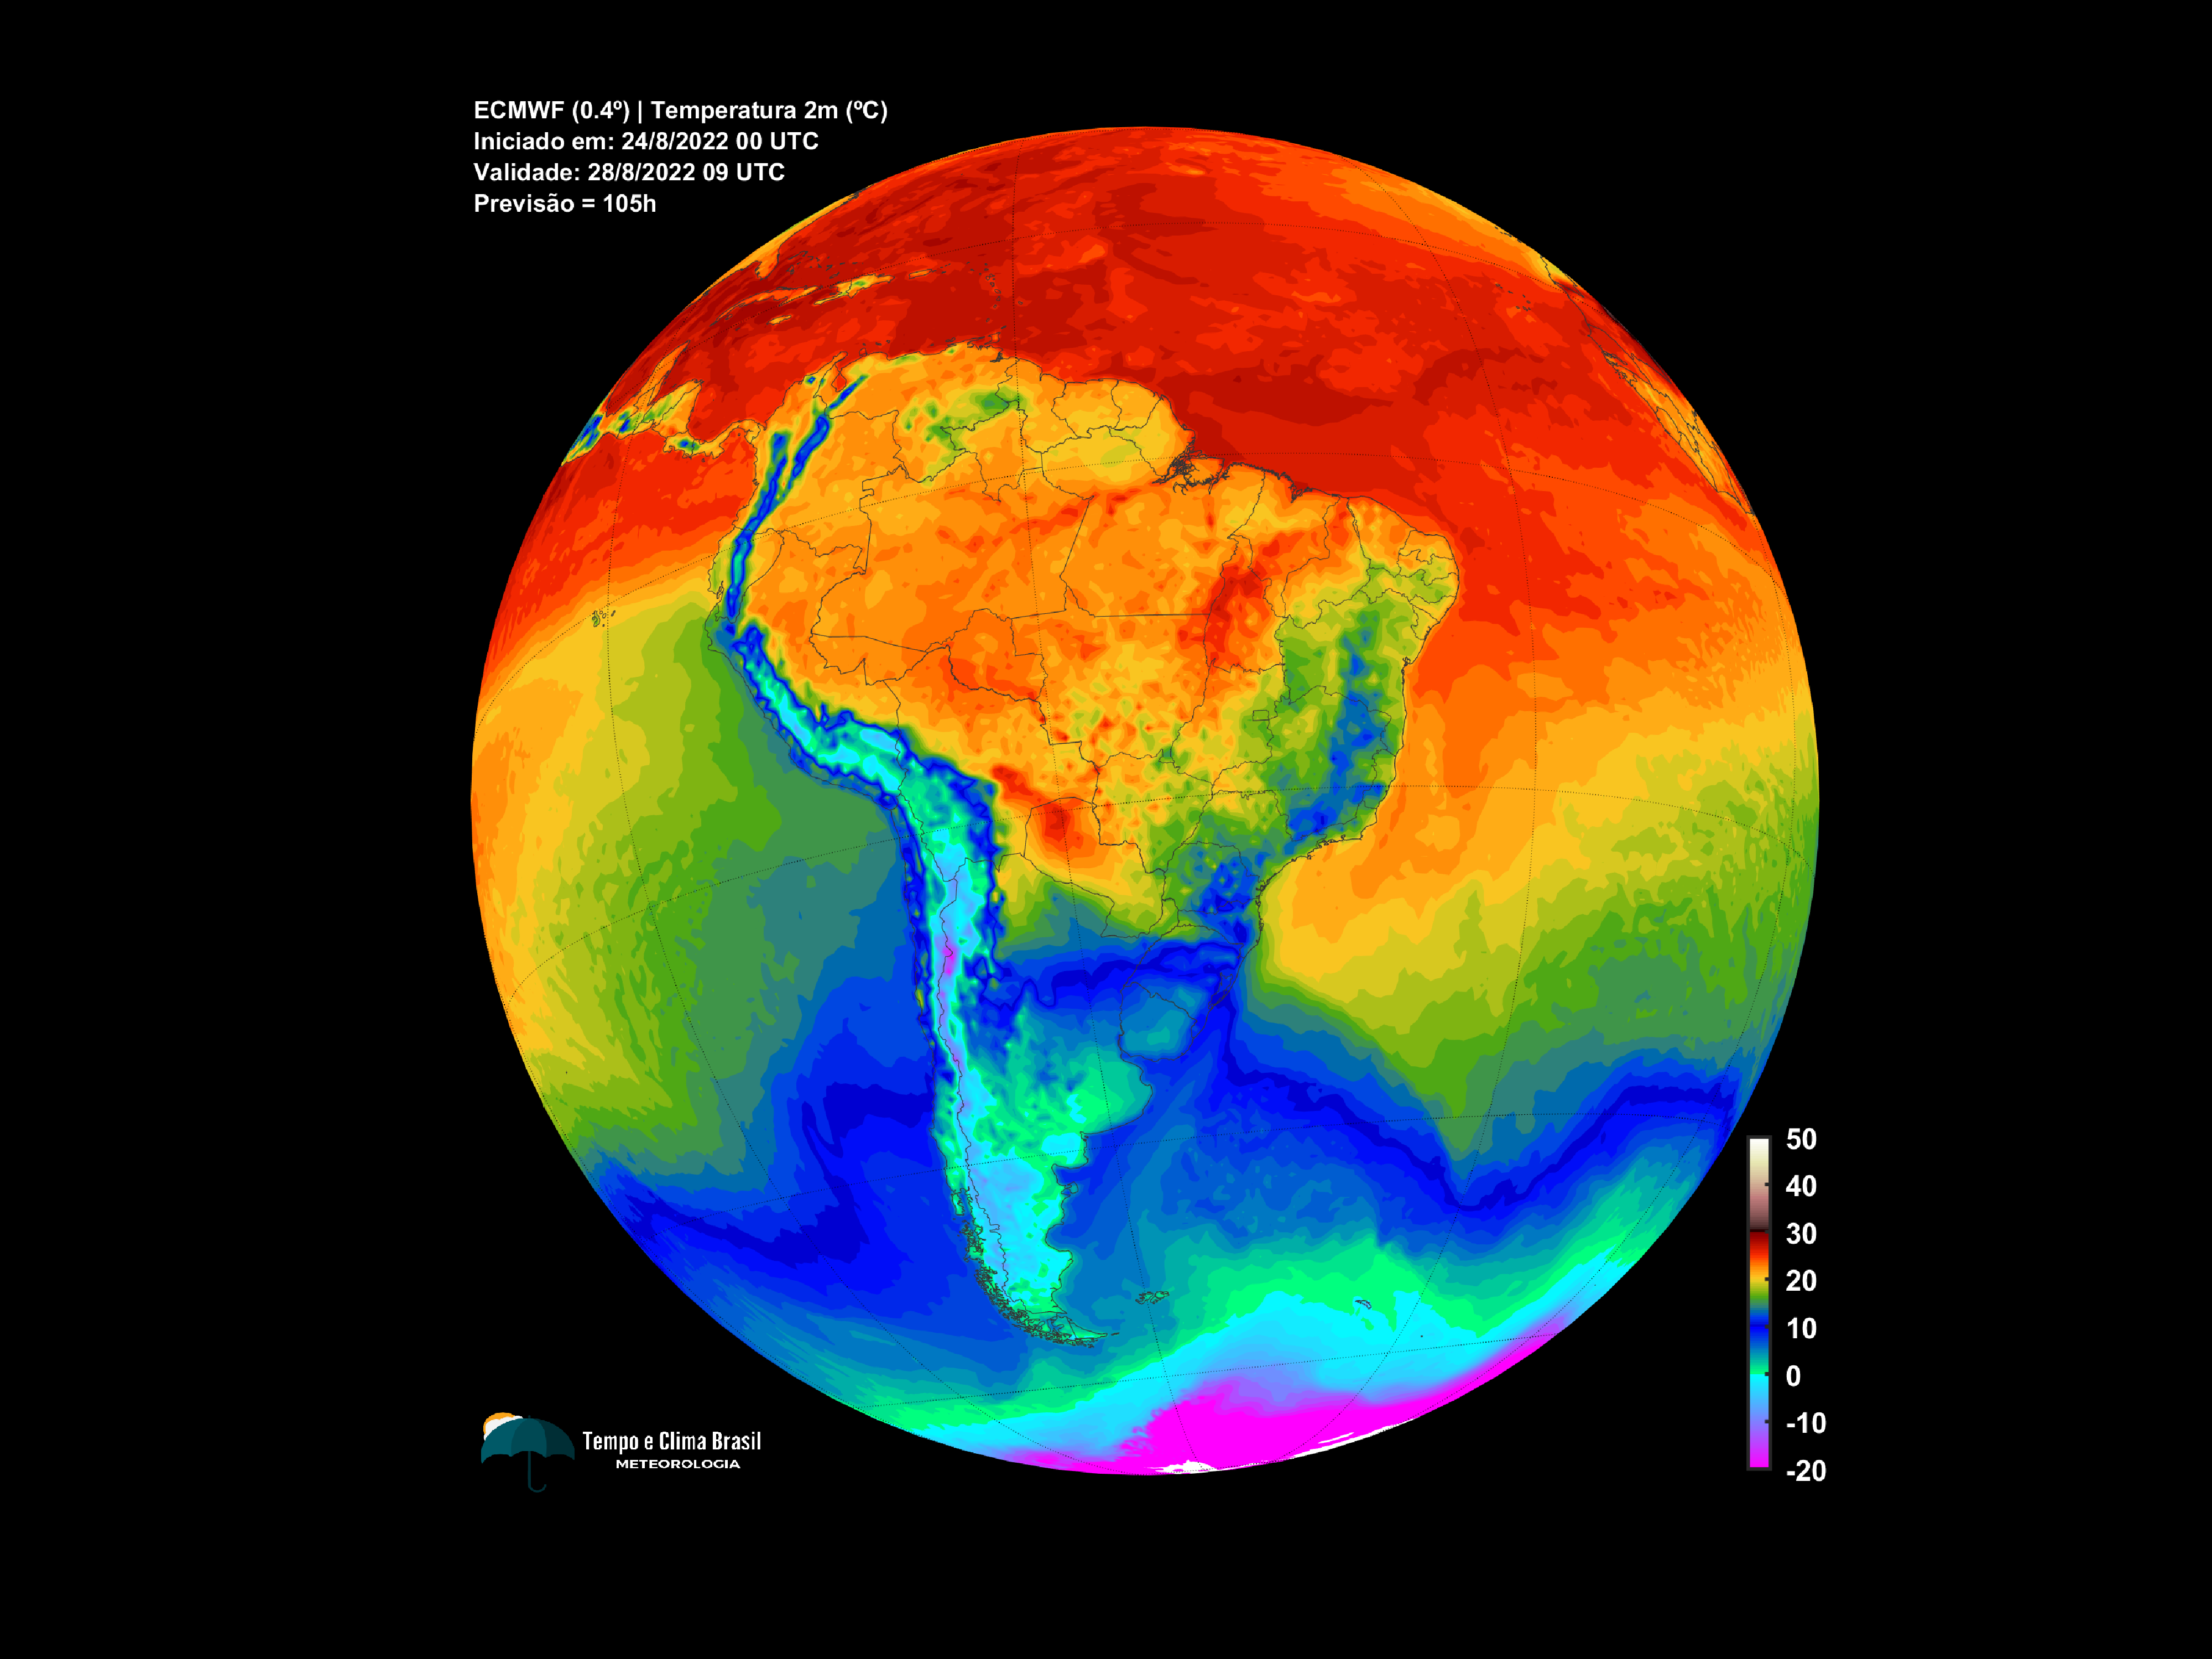 ECMWF (0.4º) | Temperatura 2m (ºC)
Iniciado em: 24/8/2022 00 UTC
Validade: 28/8/2022 09 UTC
Previsão = 105h
50
40
30
20
10
0
-10
-20
Tempo e Clima Brasil
METEOROLOGIA